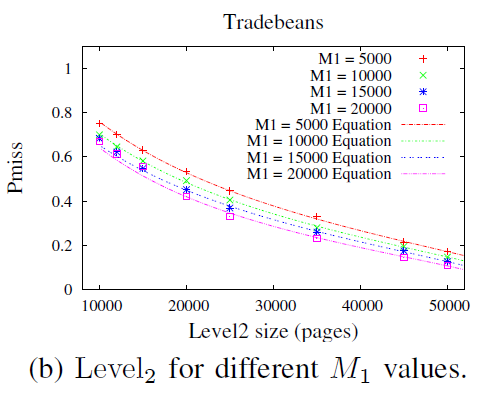 Tradebeans
Pmiss
1
0.8
0.6
0.4
0.2
0
M1 = 5000
M1 = 10000
M1 = 15000
M1 = 20000
M1 = 5000 Equation
M1 = 10000 Equation
M1 = 15000 Equation
M1 = 20000 Equation
10000 20000 30000 40000 50000
Level2 size (pages)
(b) Level₂ for different M₁ values.